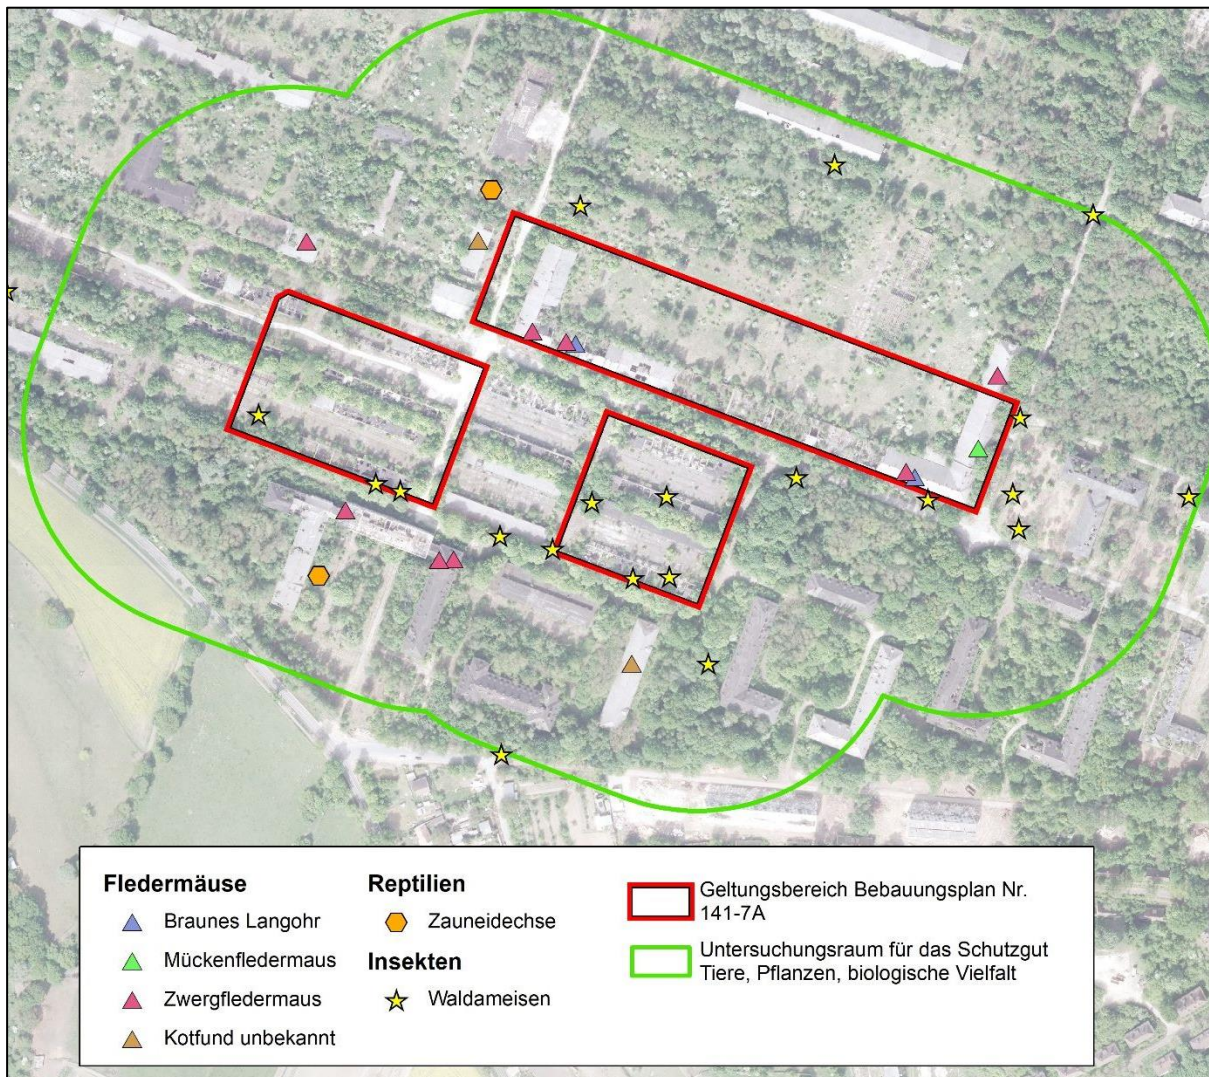 Fledermäuse
Braunes Langohr
Mückenfledermaus
Zwergfledermaus
Kotfund unbekannt
Reptilien
Zauneidechse
Insekten
Waldameisen
Geltungsbereich Bebauungsplan Nr.
141-7A
Untersuchungsraum für das Schutzgut
Tiere, Pflanzen, biologische Vielfalt